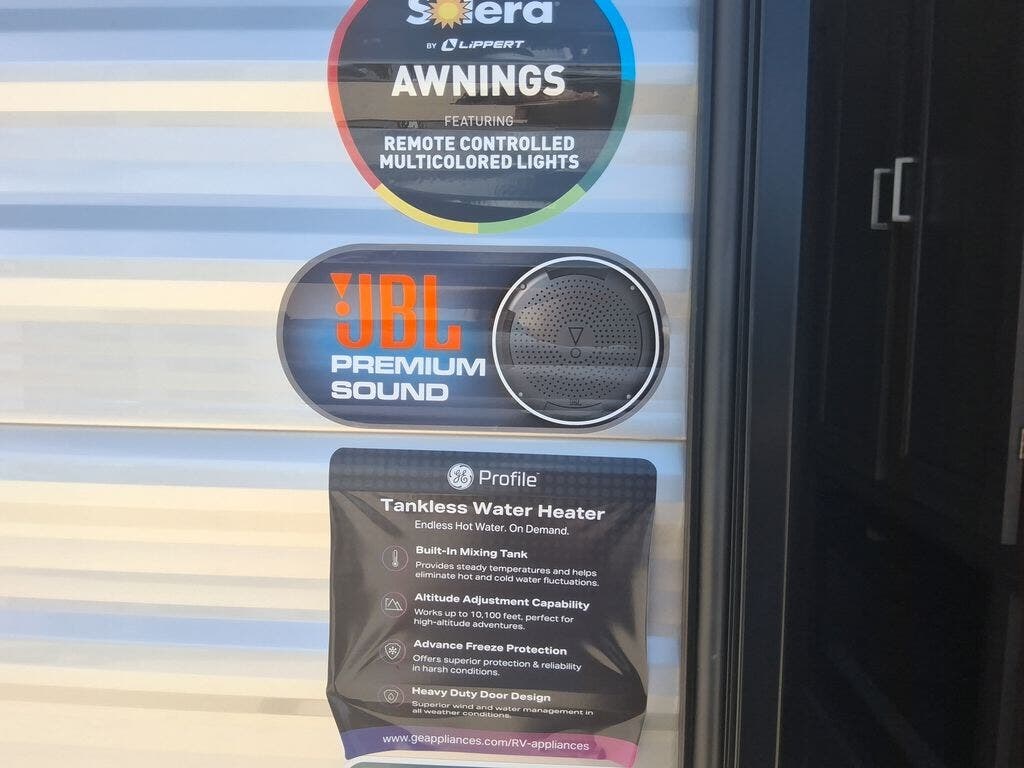 Solera
BY LIPPERT
AWNINGS
FEATURING
REMOTE CONTROLLED
MULTICOLORED LIGHTS
JBL
PREMIUM
SOUND
GE Profile
Tankless Water Heater
Endless Hot Water. On Demand.
Built-In Mixing Tank
Provides steady temperatures and helps
eliminate hot and cold water fluctuations.
Altitude Adjustment Capability
Works up to 10,100 feet, perfect for
high-altitude adventures.
Advance Freeze Protection
Offers superior protection & reliability
in harsh conditions.
Heavy Duty Door Design
Superior wind and water management in
all weather conditions.
www.geappliances.com/RV-appliances